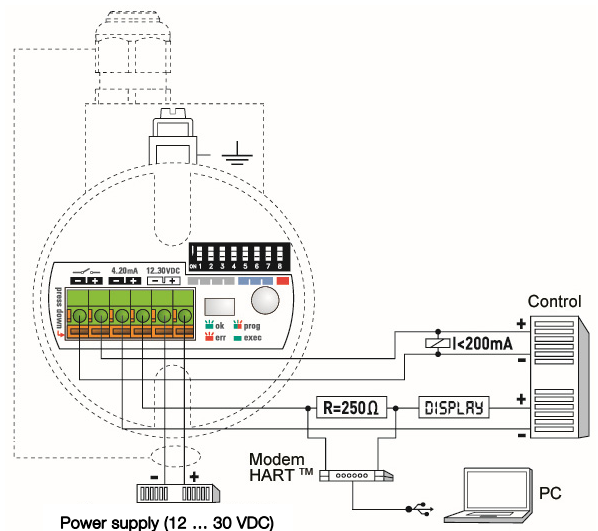 ON 1 2 3 4 5 6 7 8
4..20mA 12..30VDC
- + - + - +
press down
ok prog
err exec
Control
+
I<200mA
-
R=250Ω DISPLAY +
-
Modem
HART™
PC
- +
Power supply (12 ... 30 VDC)